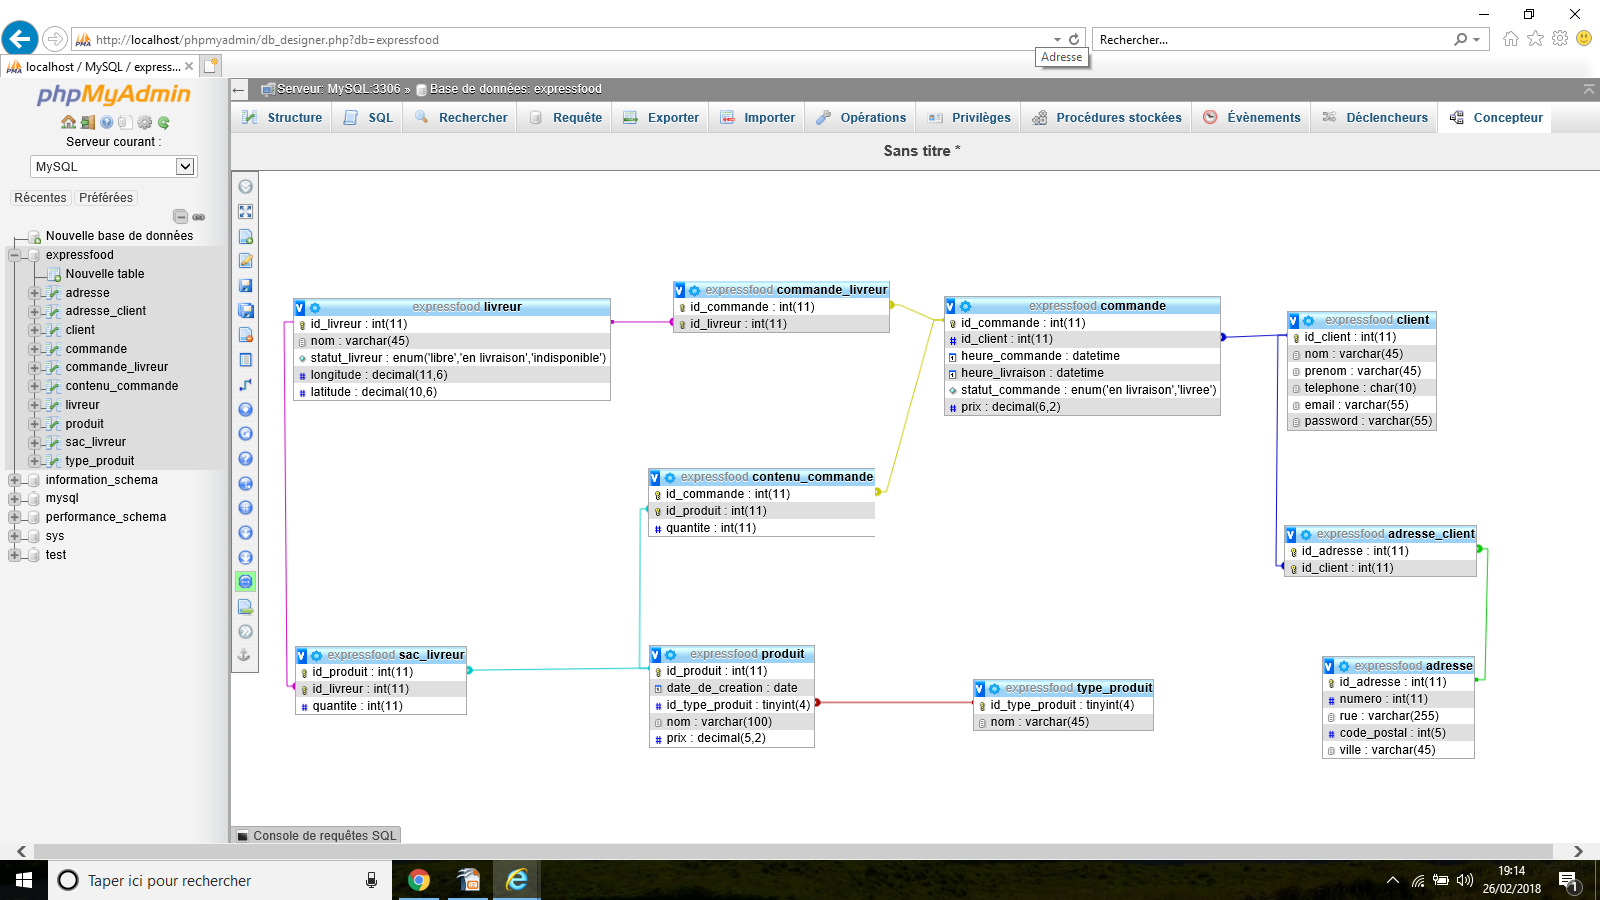 http://localhost/phpmyadmin/db_designer.php?db=expressfood
Rechercher...
Adresse
localhost / MySQL / express...
phpMyAdmin
Serveur courant :
MySQL
Récentes
Préférées
Nouvelle base de données
expressfood
Nouvelle table
adresse
adresse_client
client
commande
commande_livreur
contenu_commande
livreur
produit
sac_livreur
type_produit
information_schema
mysql
performance_schema
sys
test
Serveur: MySQL:3306 » Base de données: expressfood
Structure
SQL
Rechercher
Requête
Exporter
Importer
Opérations
Privilèges
Procédures stockées
Évènements
Déclencheurs
Concepteur
Sans titre *
expressfood livreur
id_livreur : int(11)
nom : varchar(45)
statut_livreur : enum('libre','en livraison','indisponible')
longitude : decimal(11,6)
latitude : decimal(10,6)
expressfood commande_livreur
id_commande : int(11)
id_livreur : int(11)
expressfood commande
id_commande : int(11)
id_client : int(11)
heure_commande : datetime
heure_livraison : datetime
statut_commande : enum('en livraison','livree')
prix : decimal(6,2)
expressfood client
id_client : int(11)
nom : varchar(45)
prenom : varchar(45)
telephone : char(10)
email : varchar(55)
password : varchar(55)
expressfood contenu_commande
id_commande : int(11)
id_produit : int(11)
quantite : int(11)
expressfood adresse_client
id_adresse : int(11)
id_client : int(11)
expressfood sac_livreur
id_produit : int(11)
id_livreur : int(11)
quantite : int(11)
expressfood produit
id_produit : int(11)
date_de_creation : date
id_type_produit : tinyint(4)
nom : varchar(100)
prix : decimal(5,2)
expressfood type_produit
id_type_produit : tinyint(4)
nom : varchar(45)
expressfood adresse
id_adresse : int(11)
numero : int(11)
rue : varchar(255)
code_postal : int(5)
ville : varchar(45)
Console de requêtes SQL
Taper ici pour rechercher
19:14
26/02/2018
1